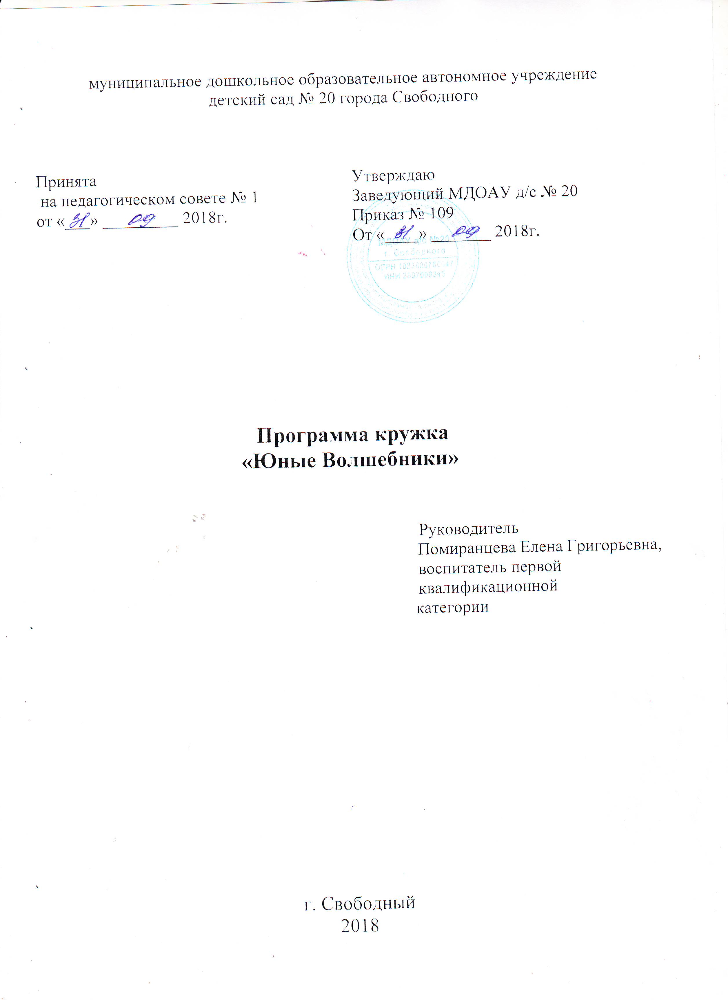 муниципальное дошкольное образовательное автономное учреждение
детский сад № 20 города Свободного
Принята
на педагогическом совете № 1
от «31» 09 2018г.
Утверждаю
Заведующий МДОАУ д/с № 20
Приказ № 109
От «31» 09 2018г.
МДОАУ д/с №20
г. Свободного
ОГРН
ИНН 2807008345
Программа кружка
«Юные Волшебники»
Руководитель
Помиранцева Елена Григорьевна,
воспитатель первой
квалификационной
категории
г. Свободный
2018